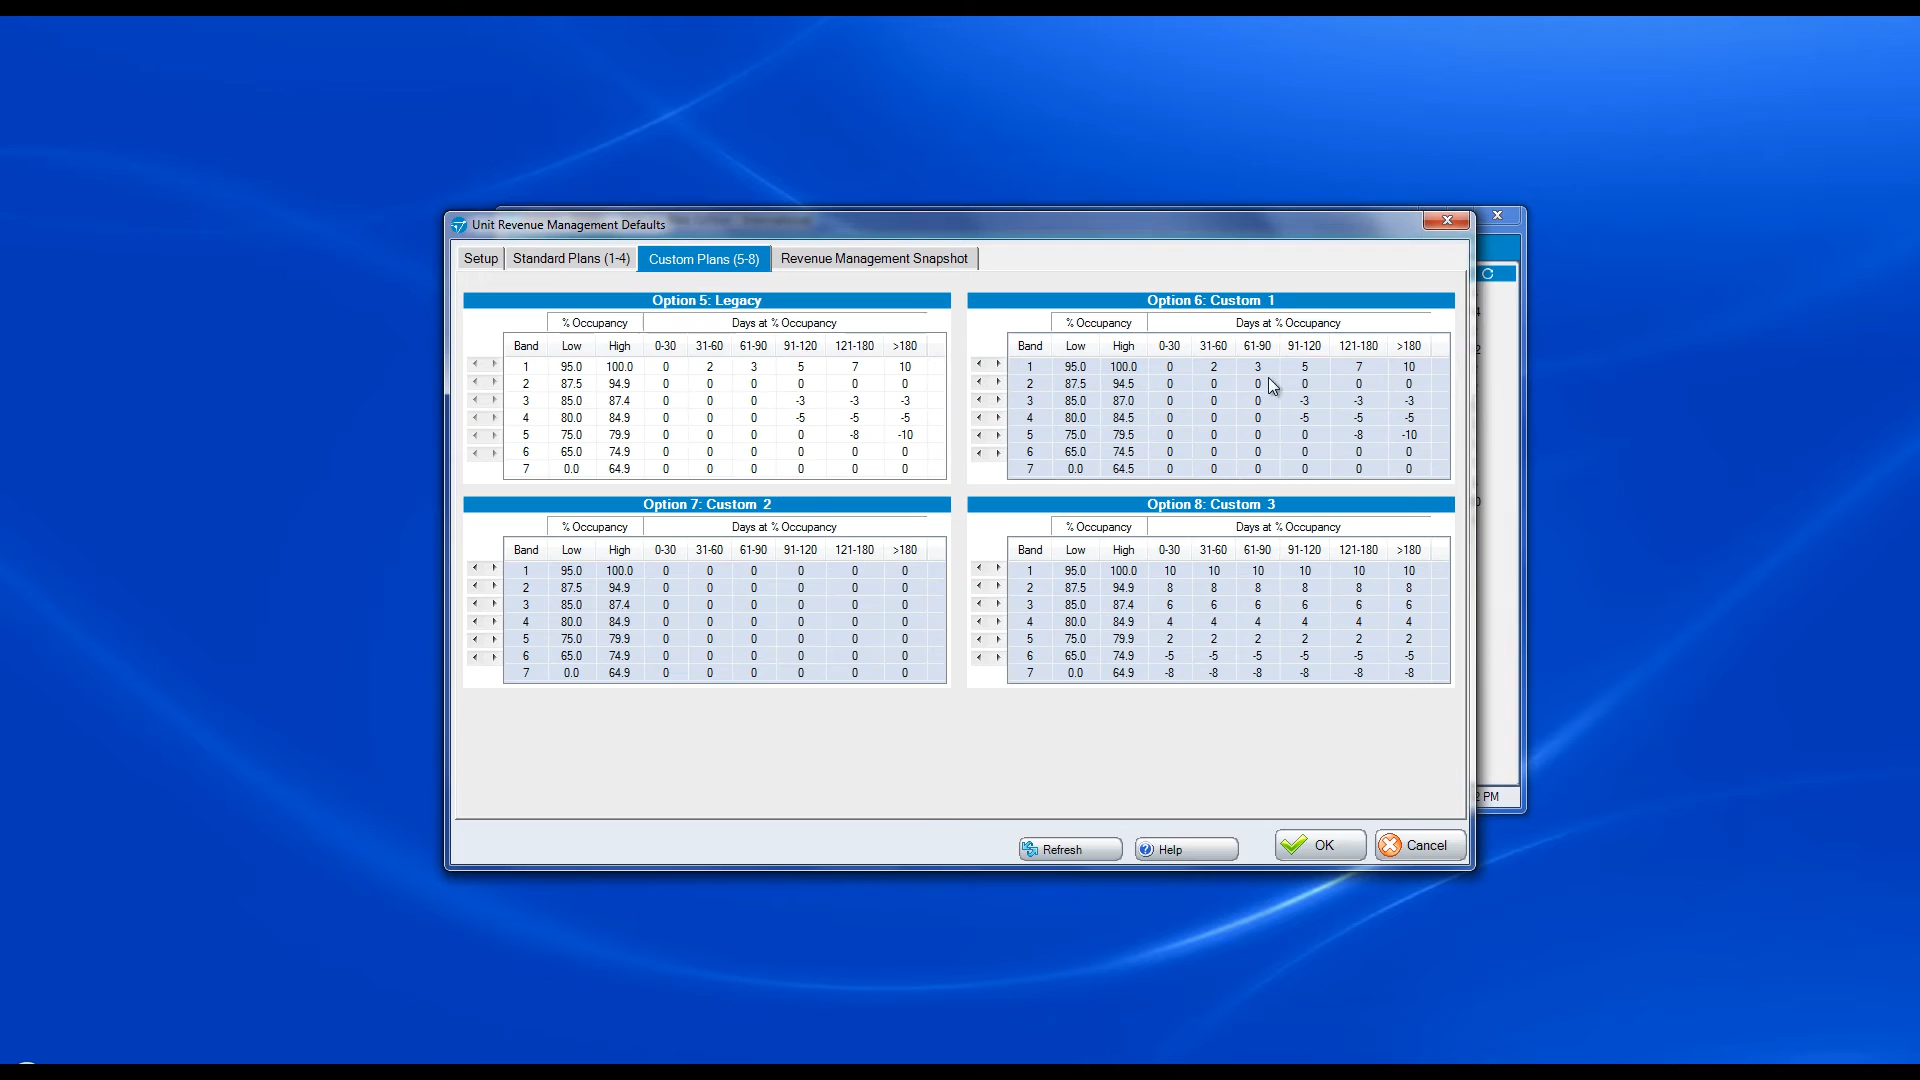 Unit Revenue Management Defaults
Setup Standard Plans (1-4) Custom Plans (5-8) Revenue Management Snapshot
Option 5: Legacy
% Occupancy Days at % Occupancy
Band Low High 0-30 31-60 61-90 91-120 121-180 >180
1 95.0 100.0 0 2 3 5 7 10
2 87.5 94.9 0 0 0 0 0 0
3 85.0 87.4 0 0 0 -3 -3 -3
4 80.0 84.9 0 0 0 -5 -5 -5
5 75.0 79.9 0 0 0 0 -8 -10
6 65.0 74.9 0 0 0 0 0 0
7 0.0 64.9 0 0 0 0 0 0
Option 6: Custom 1
% Occupancy Days at % Occupancy
Band Low High 0-30 31-60 61-90 91-120 121-180 >180
1 95.0 100.0 0 2 3 5 7 10
2 87.5 94.5 0 0 0 0 0 0
3 85.0 87.0 0 0 0 -3 -3 -3
4 80.0 84.5 0 0 0 -5 -5 -5
5 75.0 79.5 0 0 0 0 -8 -10
6 65.0 74.5 0 0 0 0 0 0
7 0.0 64.5 0 0 0 0 0 0
Option 7: Custom 2
% Occupancy Days at % Occupancy
Band Low High 0-30 31-60 61-90 91-120 121-180 >180
1 95.0 100.0 0 0 0 0 0 0
2 87.5 94.9 0 0 0 0 0 0
3 85.0 87.4 0 0 0 0 0 0
4 80.0 84.9 0 0 0 0 0 0
5 75.0 79.9 0 0 0 0 0 0
6 65.0 74.9 0 0 0 0 0 0
7 0.0 64.9 0 0 0 0 0 0
Option 8: Custom 3
% Occupancy Days at % Occupancy
Band Low High 0-30 31-60 61-90 91-120 121-180 >180
1 95.0 100.0 10 10 10 10 10 10
2 87.5 94.9 8 8 8 8 8 8
3 85.0 87.4 6 6 6 6 6 6
4 80.0 84.9 4 4 4 4 4 4
5 75.0 79.9 2 2 2 2 2 2
6 65.0 74.9 -5 -5 -5 -5 -5 -5
7 0.0 64.9 -8 -8 -8 -8 -8 -8
PM
Refresh Help OK Cancel